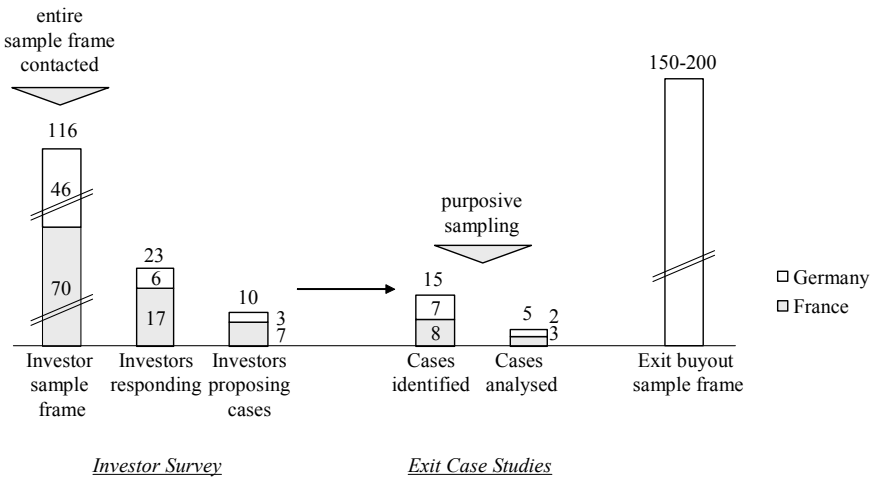 entire
sample frame
contacted
116
46
70
23
6
17
10
3
7
purposive
sampling
15
7
8
5
2
3
150-200
Germany
France
Investor
sample
frame
Investors
responding
Investors
proposing
cases
Cases
identified
Cases
analysed
Exit buyout
sample frame
Investor Survey
Exit Case Studies